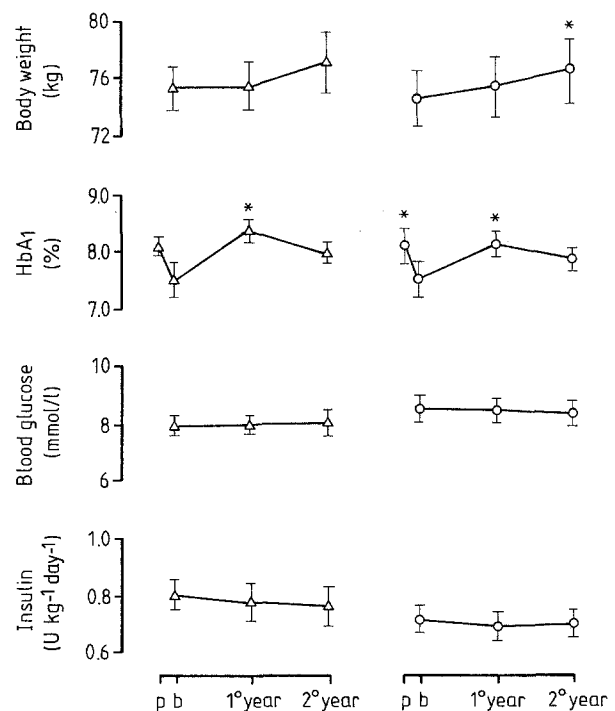 80
76
72
Body weight
(kg)
*
9.0
8.0
7.0
HbA1
(%)
*
*
*
10
8
6
Blood glucose
(mmol/l)
1.0
0.8
0.6
Insulin
(U kg-1 day-1)
p b 1° year 2° year
p b 1° year 2° year